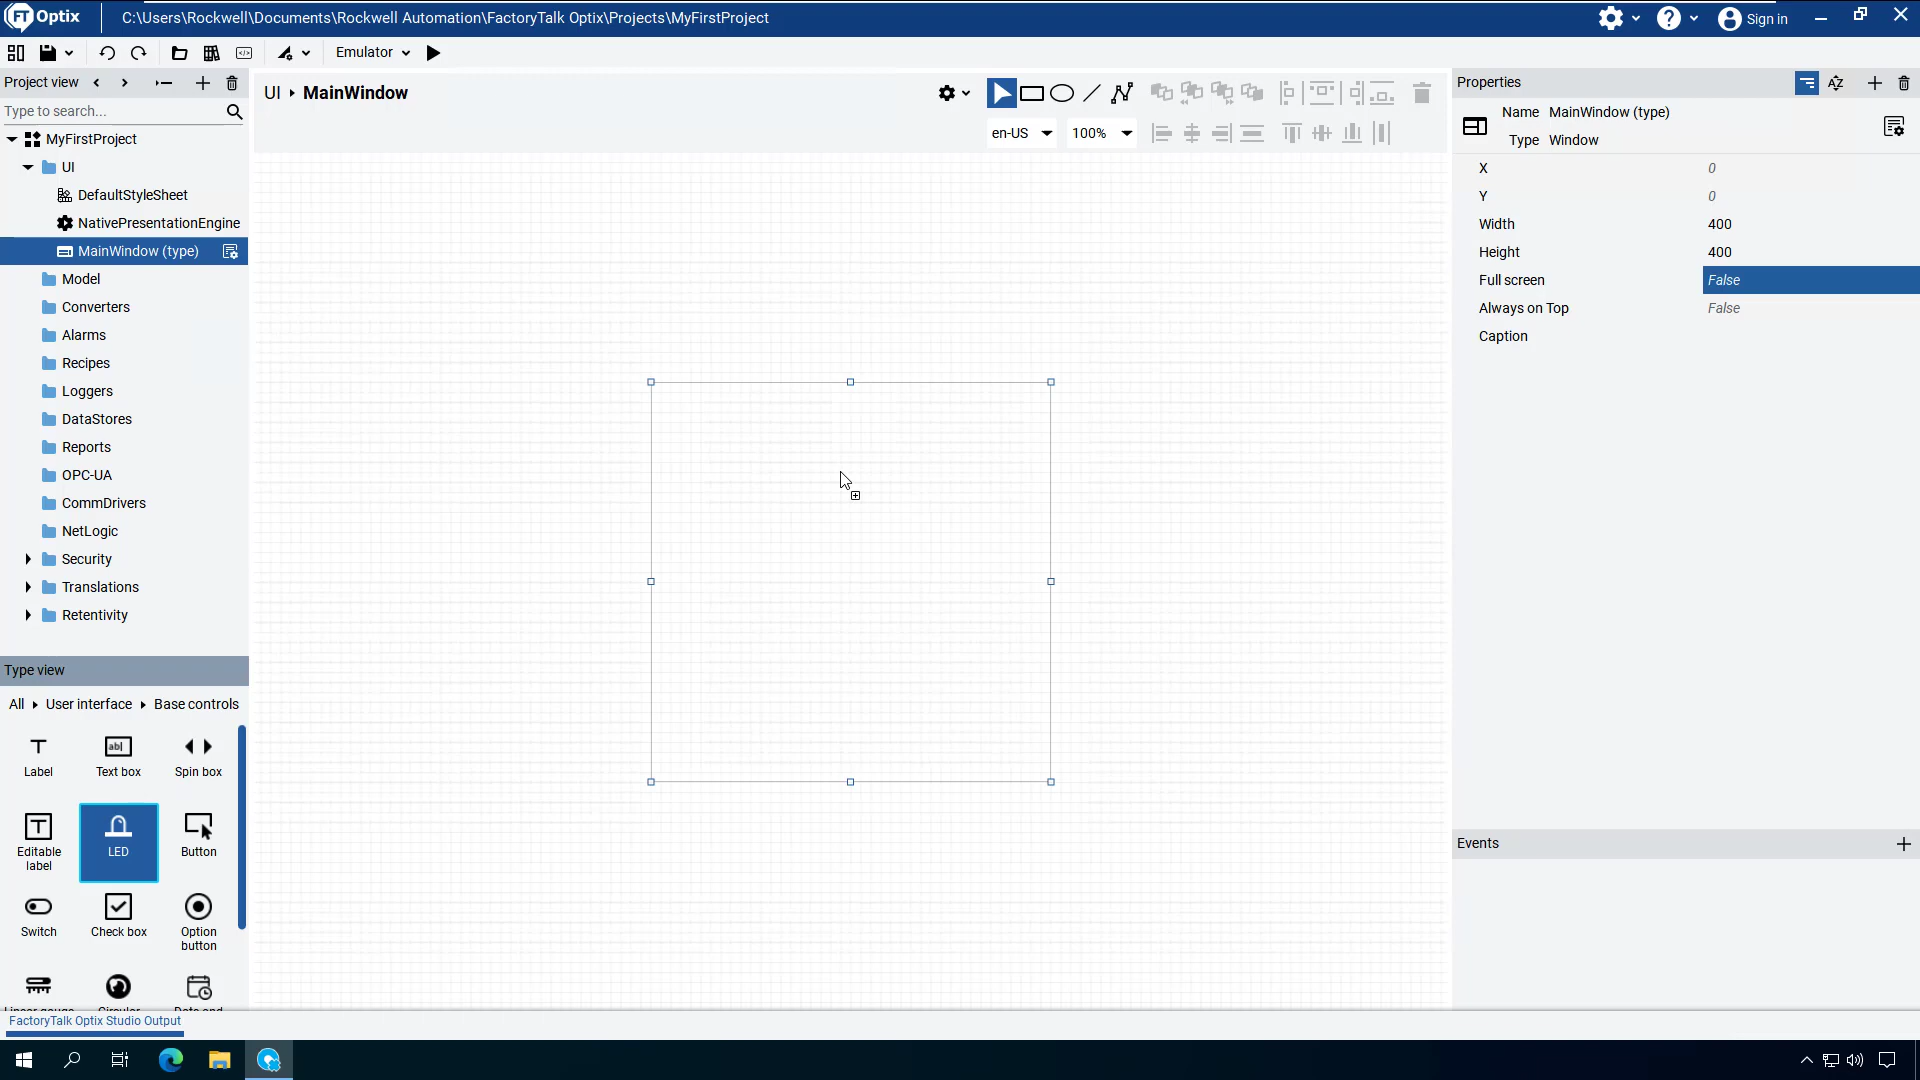 FT Optix
C:\Users\Rockwell\Documents\Rockwell Automation\FactoryTalk Optix\Projects\MyFirstProject
Sign in
Emulator
Project view
Type to search...
MyFirstProject
UI
DefaultStyleSheet
NativePresentationEngine
MainWindow (type)
Model
Converters
Alarms
Recipes
Loggers
DataStores
Reports
OPC-UA
CommDrivers
NetLogic
Security
Translations
Retentivity
Type view
All User interface Base controls
Label Text box Spin box
Editable label LED Button
Switch Check box Option button
FactoryTalk Optix Studio Output
UI MainWindow
en-US 100%
Properties
Name MainWindow (type)
Type Window
X 0
Y 0
Width 400
Height 400
Full screen False
Always on Top False
Caption
Events